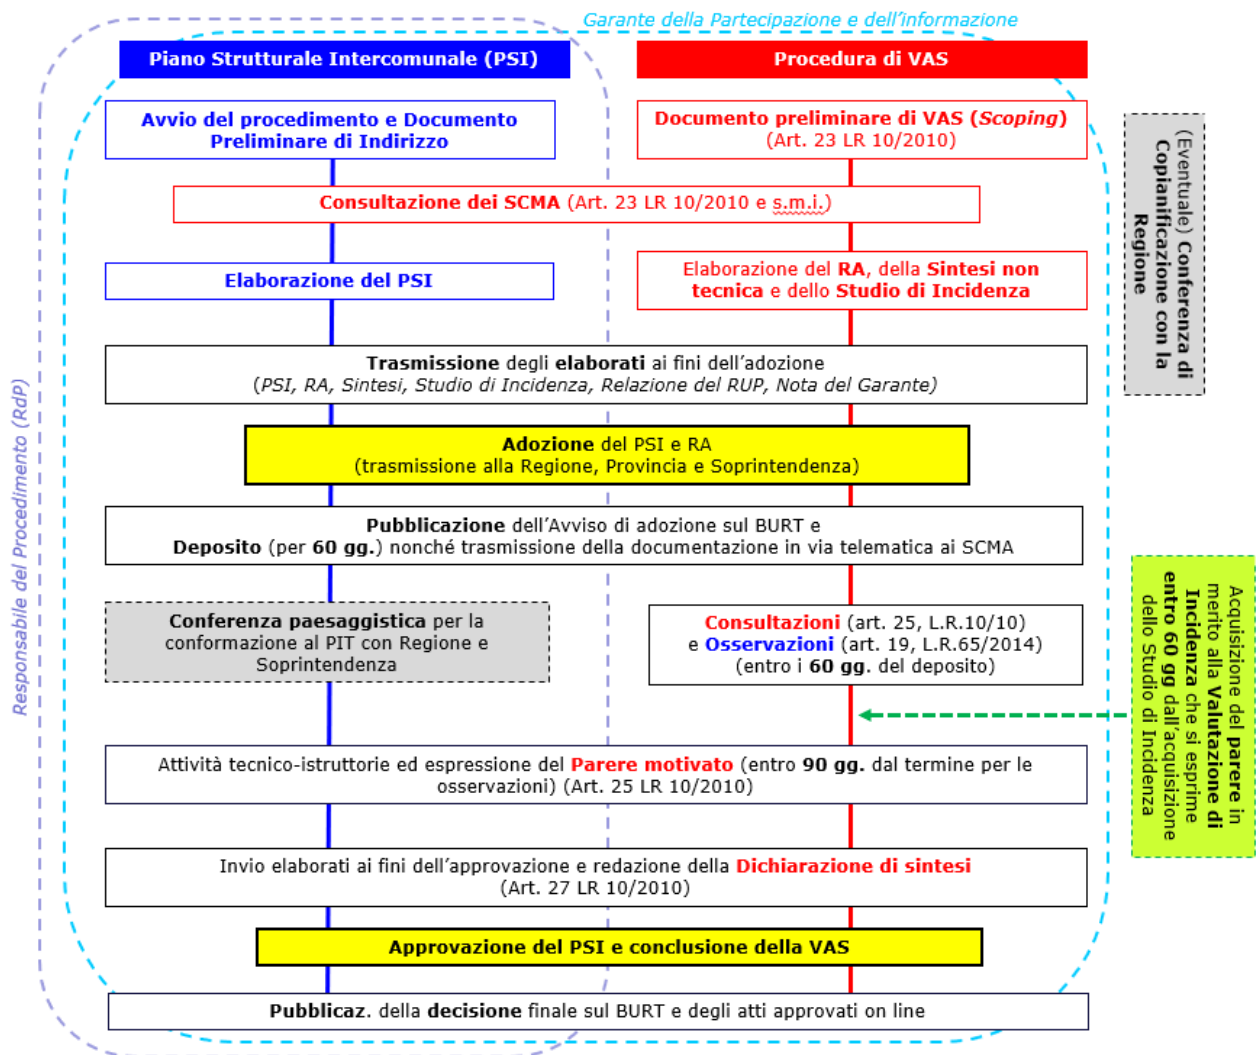 Garante della Partecipazione e dell’informazione
Piano Strutturale Intercomunale (PSI)
Procedura di VAS
Avvio del procedimento e Documento
Preliminare di Indirizzo
Documento preliminare di VAS (Scoping)
(Art. 23 LR 10/2010)
Consultazione dei SCMA (Art. 23 LR 10/2010 e s.m.i.)
Elaborazione del PSI
Elaborazione del RA, della Sintesi non
tecnica e dello Studio di Incidenza
(Eventuale) Conferenza di
Copianificazione con la
Regione
Trasmissione degli elaborati ai fini dell’adozione
(PSI, RA, Sintesi, Studio di Incidenza, Relazione del RUP, Nota del Garante)
Responsabile del Procedimento (RdP)
Adozione del PSI e RA
(trasmissione alla Regione, Provincia e Soprintendenza)
Pubblicazione dell’Avviso di adozione sul BURT e
Deposito (per 60 gg.) nonché trasmissione della documentazione in via telematica ai SCMA
Conferenza paesaggistica per la
conformazione al PIT con Regione e
Soprintendenza
Consultazioni (art. 25, L.R.10/10)
e Osservazioni (art. 19, L.R.65/2014)
(entro i 60 gg. del deposito)
Acquisizione del parere in
merito alla Valutazione di
Incidenza che si esprime
entro 60 gg dall’acquisizione
dello Studio di Incidenza
Attività tecnico-istruttorie ed espressione del Parere motivato (entro 90 gg. dal termine per le
osservazioni) (Art. 25 LR 10/2010)
Invio elaborati ai fini dell’approvazione e redazione della Dichiarazione di sintesi
(Art. 27 LR 10/2010)
Approvazione del PSI e conclusione della VAS
Pubblicaz. della decisione finale sul BURT e degli atti approvati on line